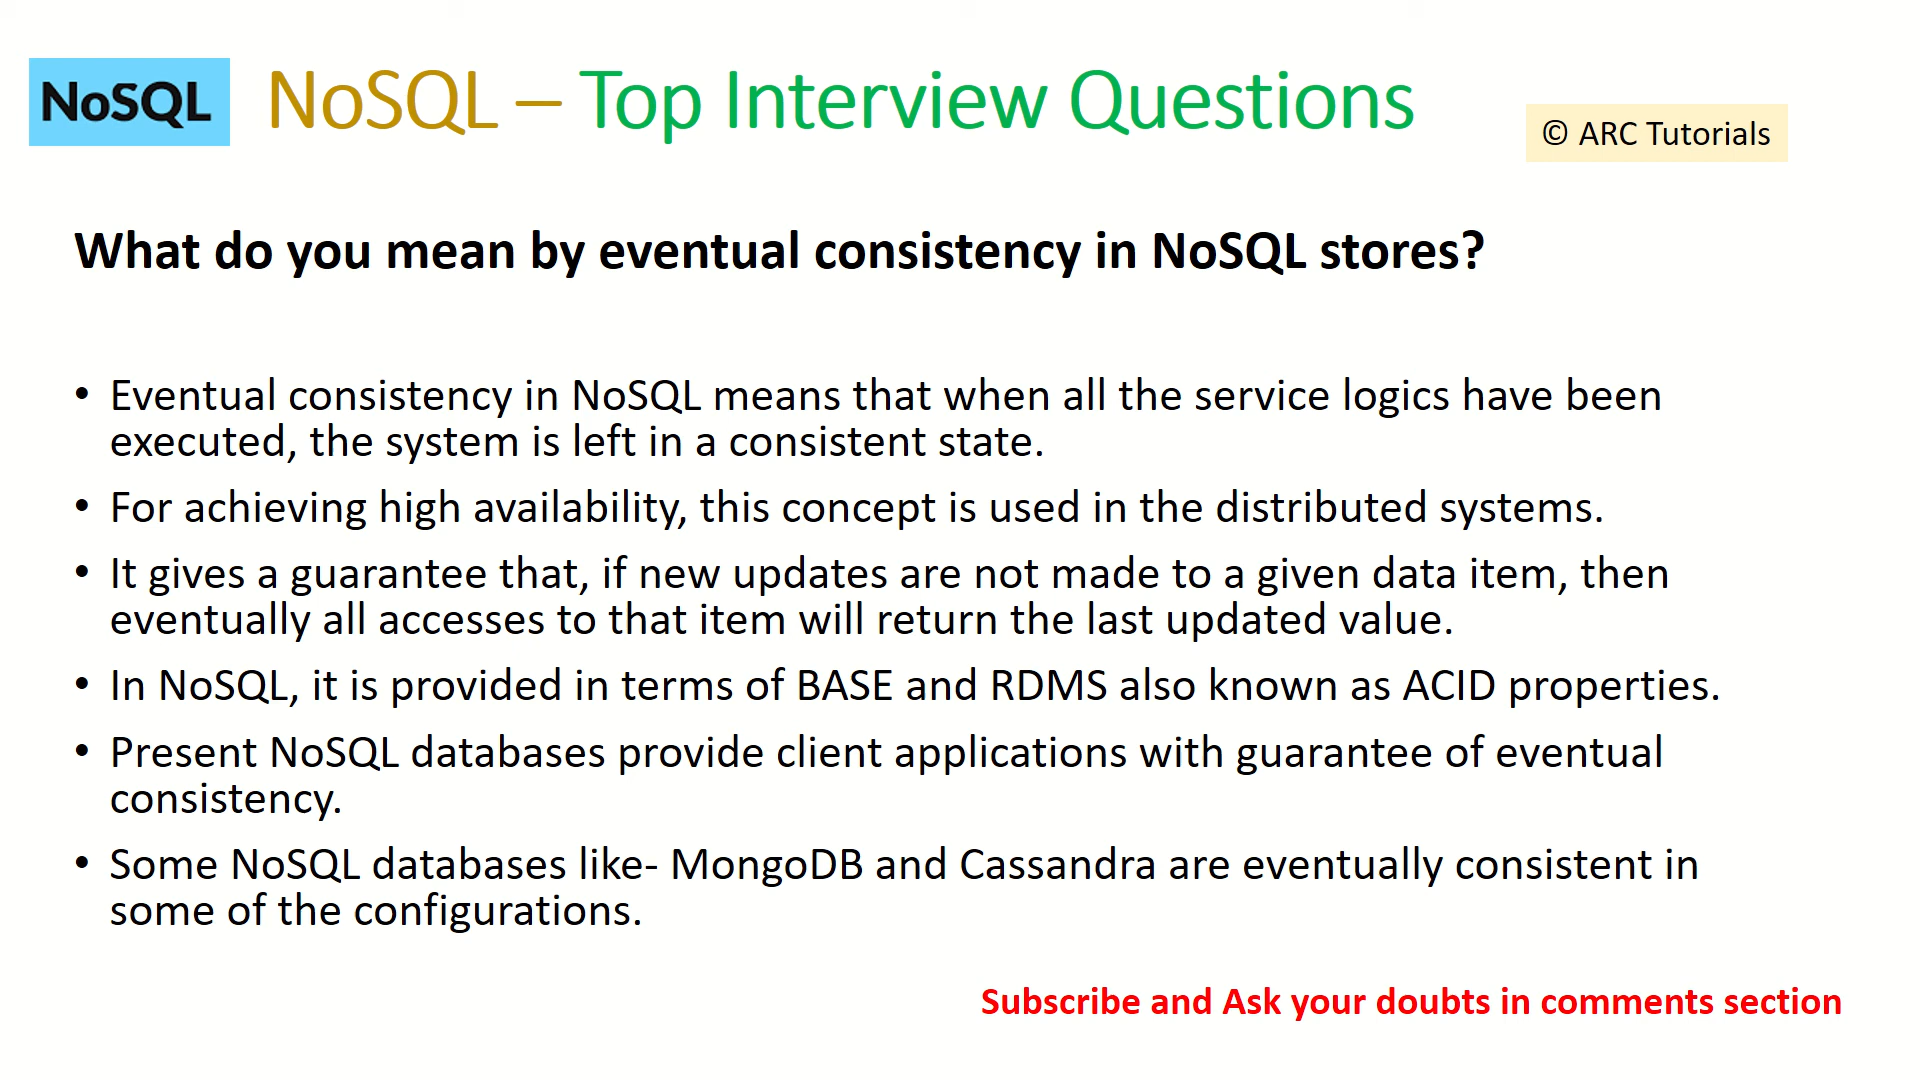 NoSQL
NoSQL – Top Interview Questions
© ARC Tutorials
What do you mean by eventual consistency in NoSQL stores?
• Eventual consistency in NoSQL means that when all the service logics have been
executed, the system is left in a consistent state.
• For achieving high availability, this concept is used in the distributed systems.
• It gives a guarantee that, if new updates are not made to a given data item, then
eventually all accesses to that item will return the last updated value.
• In NoSQL, it is provided in terms of BASE and RDMS also known as ACID properties.
• Present NoSQL databases provide client applications with guarantee of eventual
consistency.
• Some NoSQL databases like- MongoDB and Cassandra are eventually consistent in
some of the configurations.
Subscribe and Ask your doubts in comments section